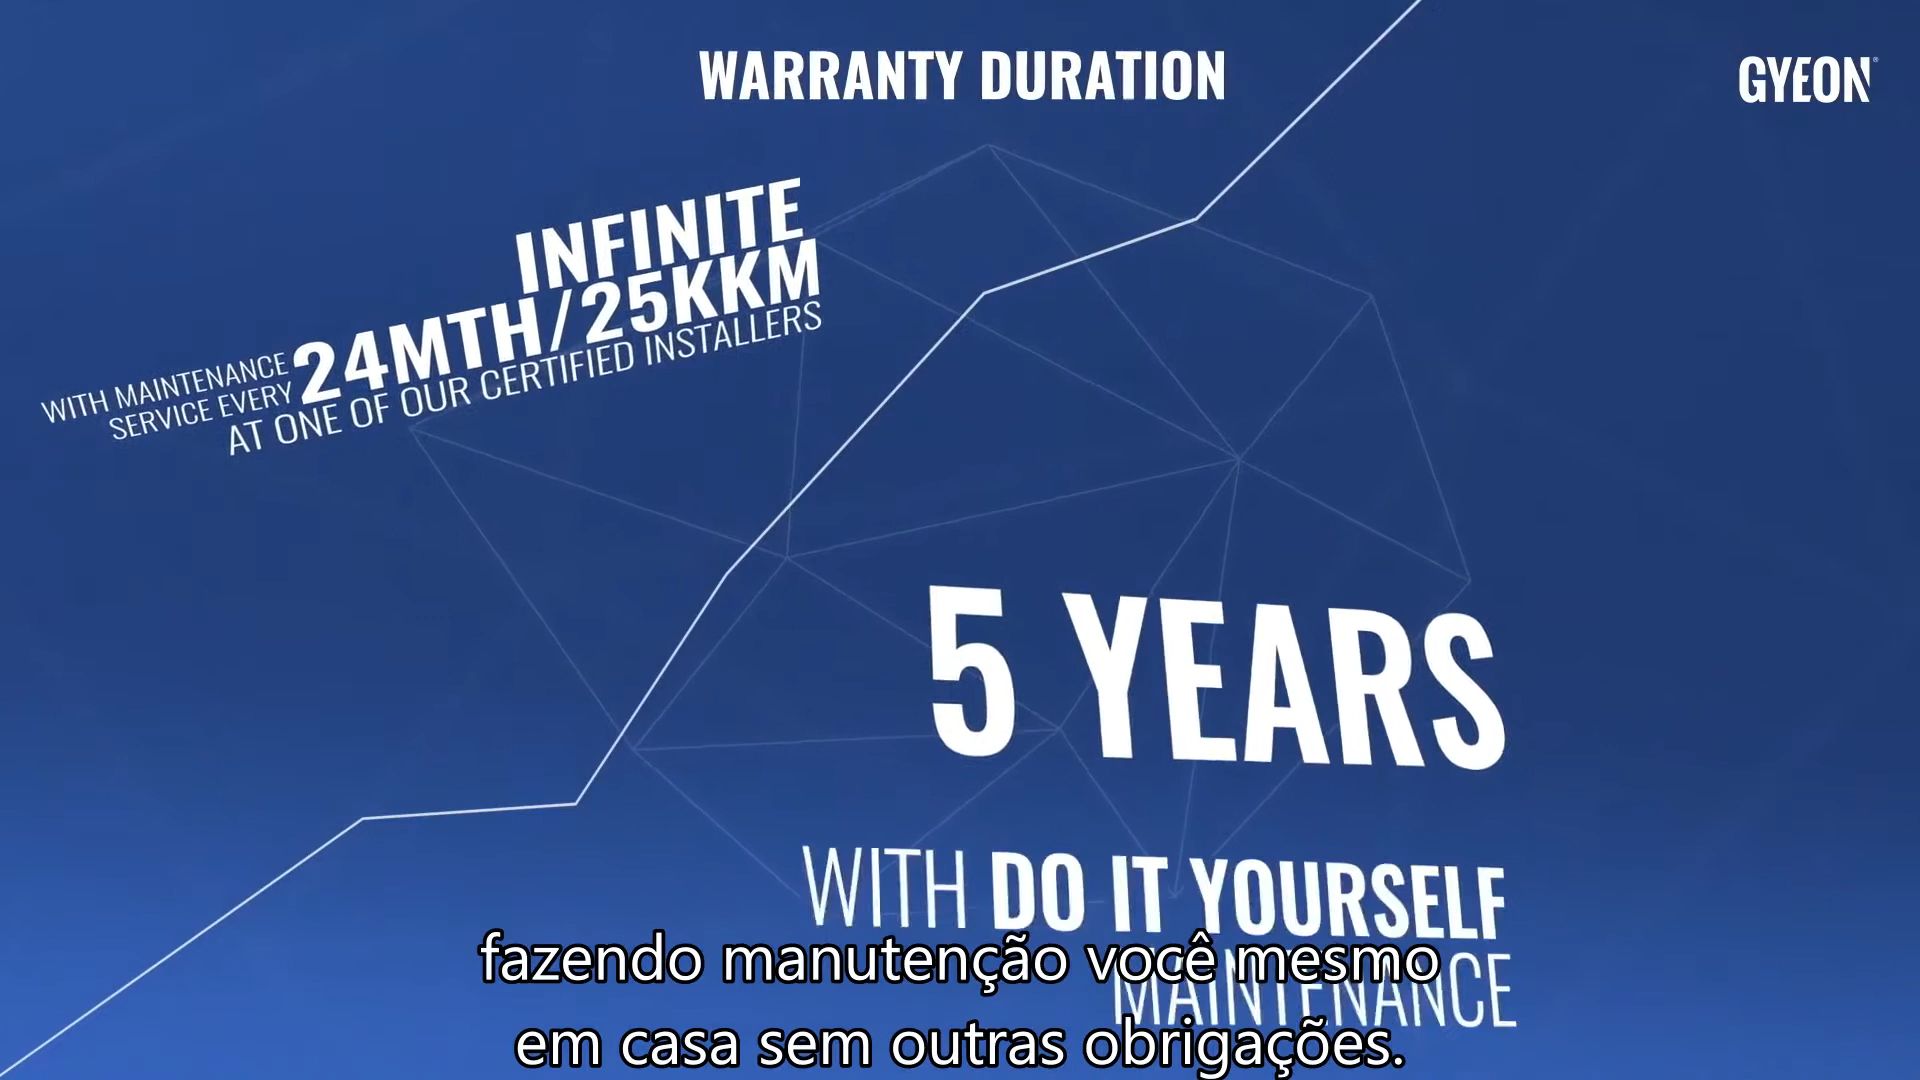 WARRANTY DURATION
GYEON®
INFINITE
WITH MAINTENANCE
SERVICE EVERY
24MTH/25KKM
AT ONE OF OUR CERTIFIED INSTALLERS
5 YEARS
WITH DO IT YOURSELF
MAINTENANCE
fazendo manutenção você mesmo
em casa sem outras obrigações.